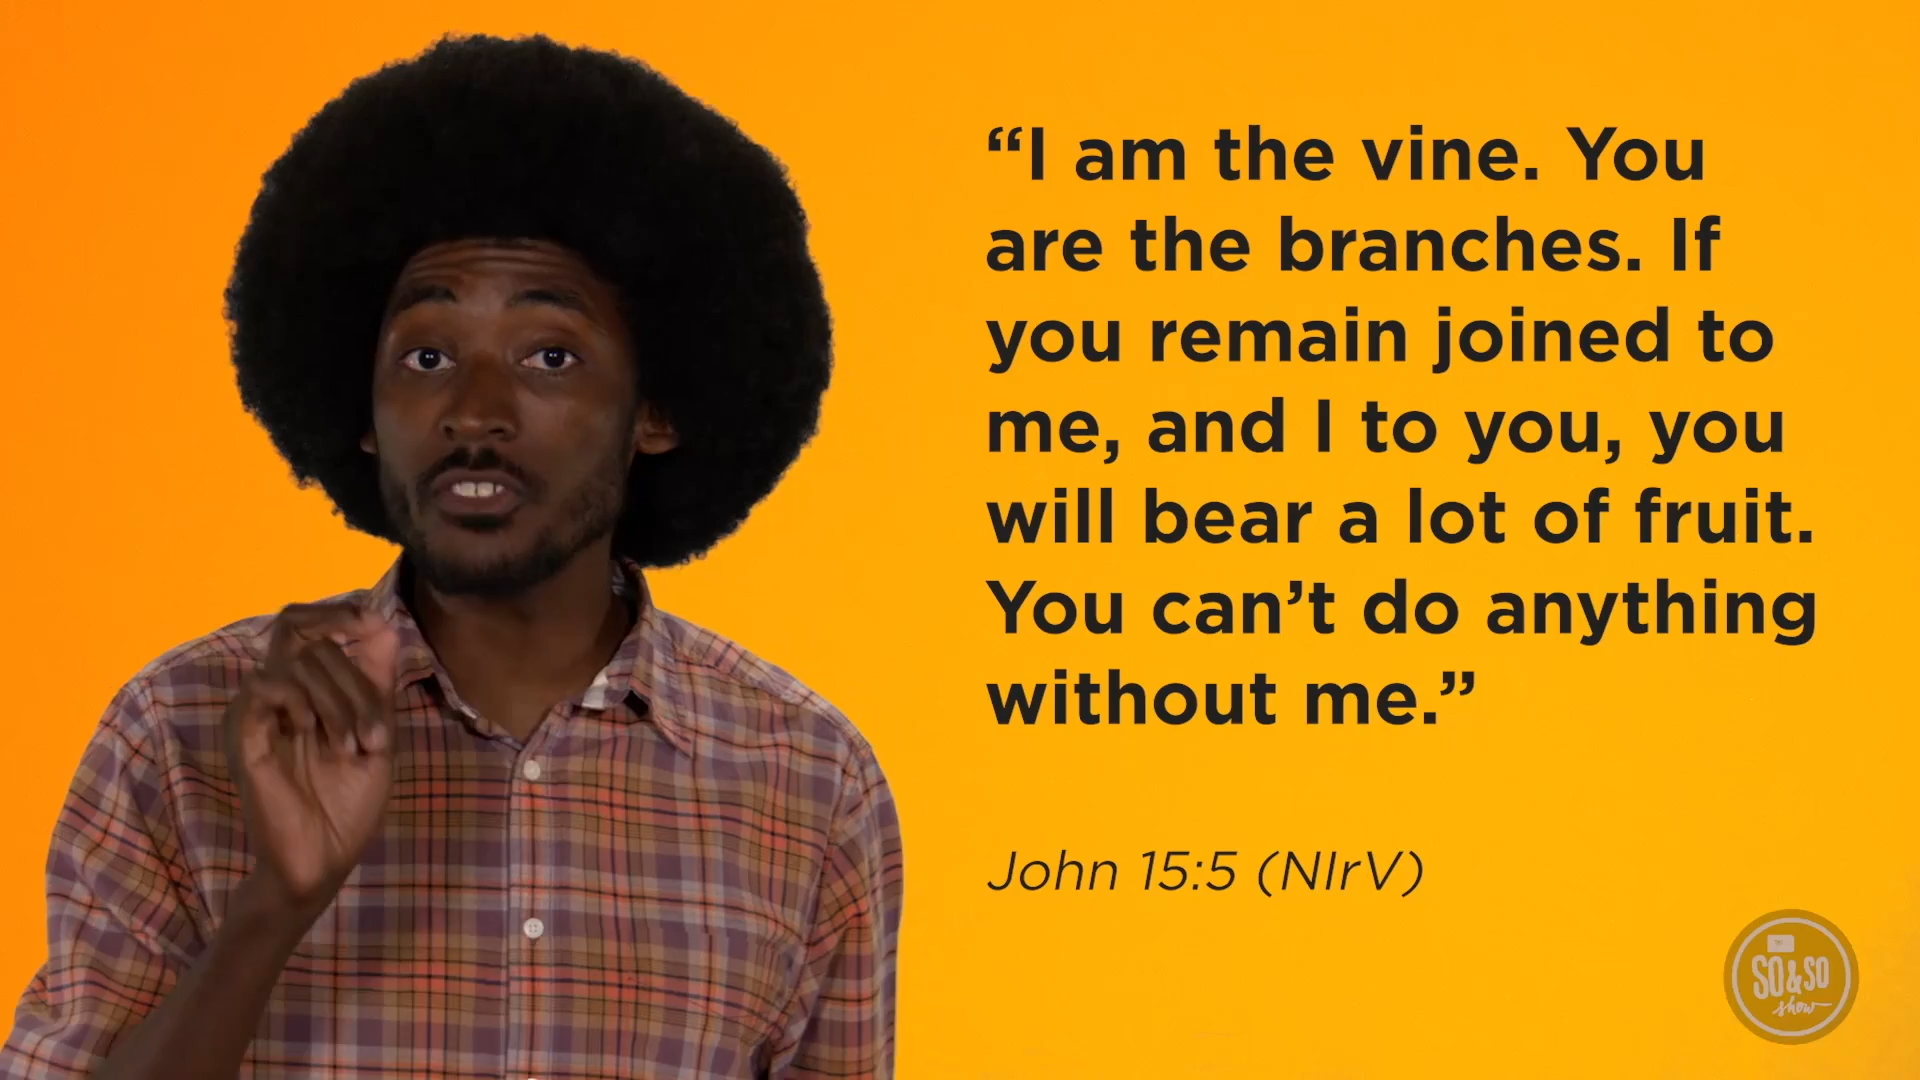 “I am the vine. You
are the branches. If
you remain joined to
me, and I to you, you
will bear a lot of fruit.
You can’t do anything
without me.”
John 15:5 (NIrV)
SO&SO
show